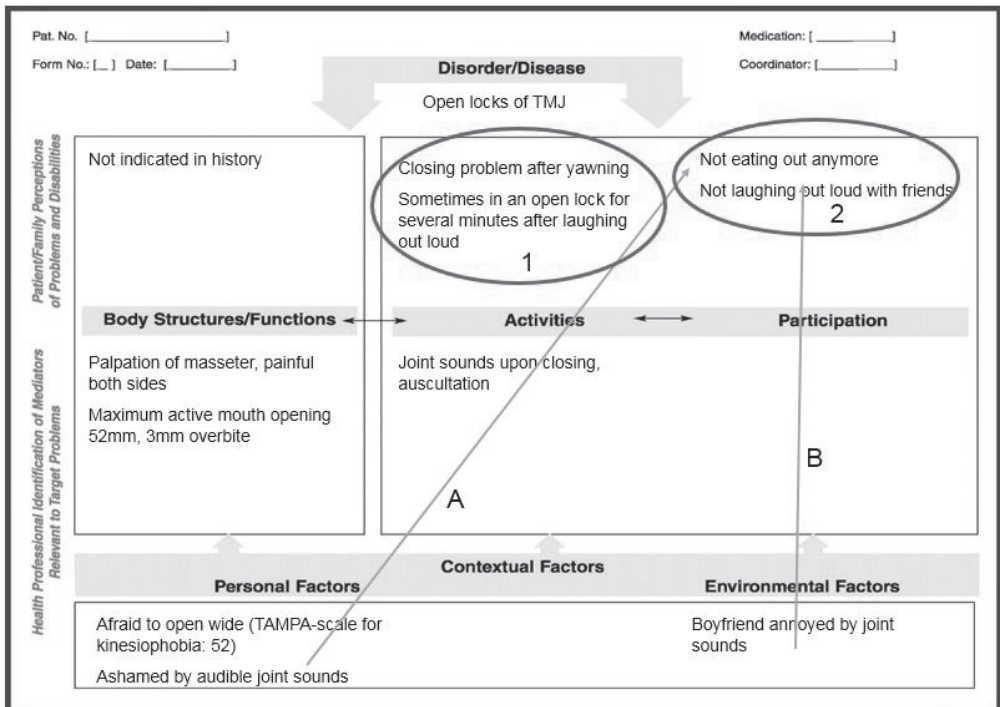 Pat. No. [____________________]
Medication: [____________]
Form No.: [__] Date: [__________]
Coordinator: [____________]
Disorder/Disease
Open locks of TMJ
Patient/Family Perceptions
of Problems and Disabilities
Not indicated in history
Closing problem after yawning
Sometimes in an open lock for
several minutes after laughing
out loud
1
Not eating out anymore
Not laughing out loud with friends
2
Body Structures/Functions
Activities
Participation
Health Professional Identification of Mediators
Relevant to Target Problems
Palpation of masseter, painful
both sides
Maximum active mouth opening
52mm, 3mm overbite
Joint sounds upon closing,
auscultation
A
B
Contextual Factors
Personal Factors
Environmental Factors
Afraid to open wide (TAMPA-scale for
kinesiophobia: 52)
Ashamed by audible joint sounds
Boyfriend annoyed by joint
sounds